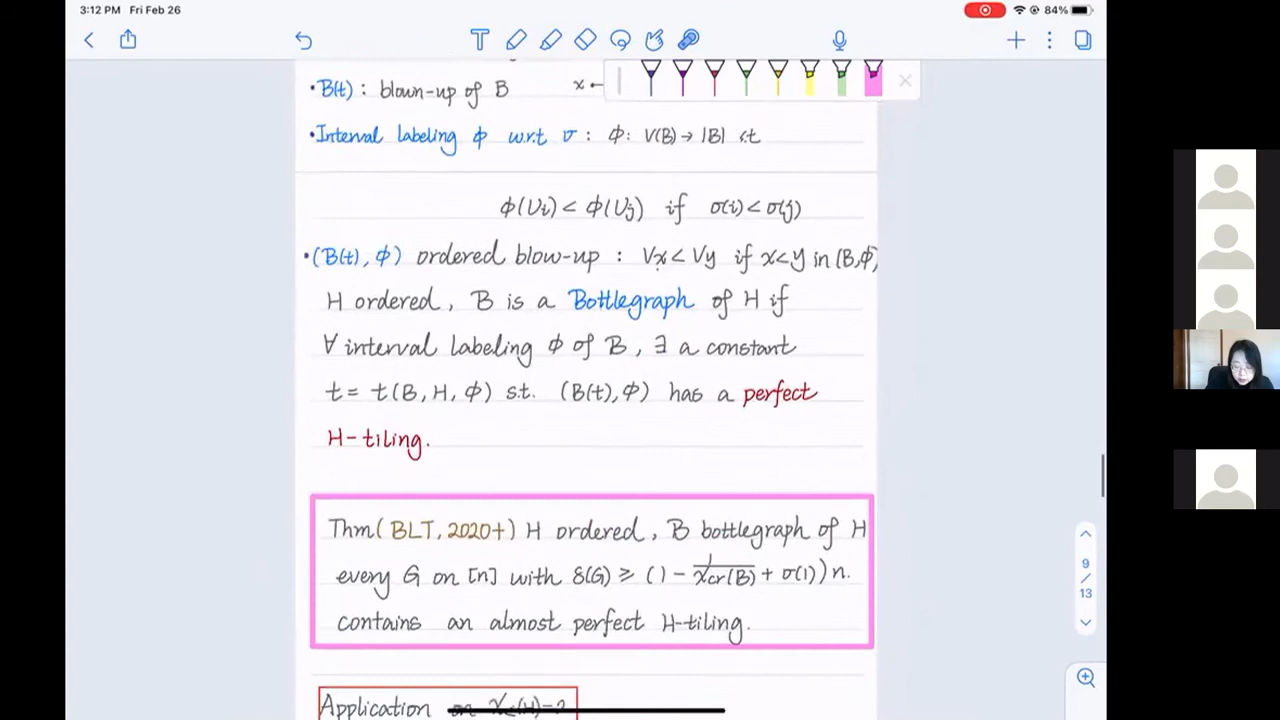 3:12 PM Fri Feb 26
84%
• B(t) : blown-up of B x ←
• Interval labeling ϕ w.r.t σ : ϕ: V(B) → |B| s.t
ϕ(Ui) < ϕ(Uj) if σ(i) < σ(j)
• (B(t), ϕ) ordered blow-up : Vx < Vy if x < y in (B, ϕ)
H ordered, B is a Bottlegraph of H if
∀ interval labeling ϕ of B, ∃ a constant
t = t(B, H, ϕ) s.t. (B(t), ϕ) has a perfect
H-tiling.
Thm (BLT, 2020+) H ordered, B bottlegraph of H
every G on [n] with δ(G) ≥ (1 - 1/χcr(B) + o(1)) n.
contains an almost perfect H-tiling.
Application
9
/
13